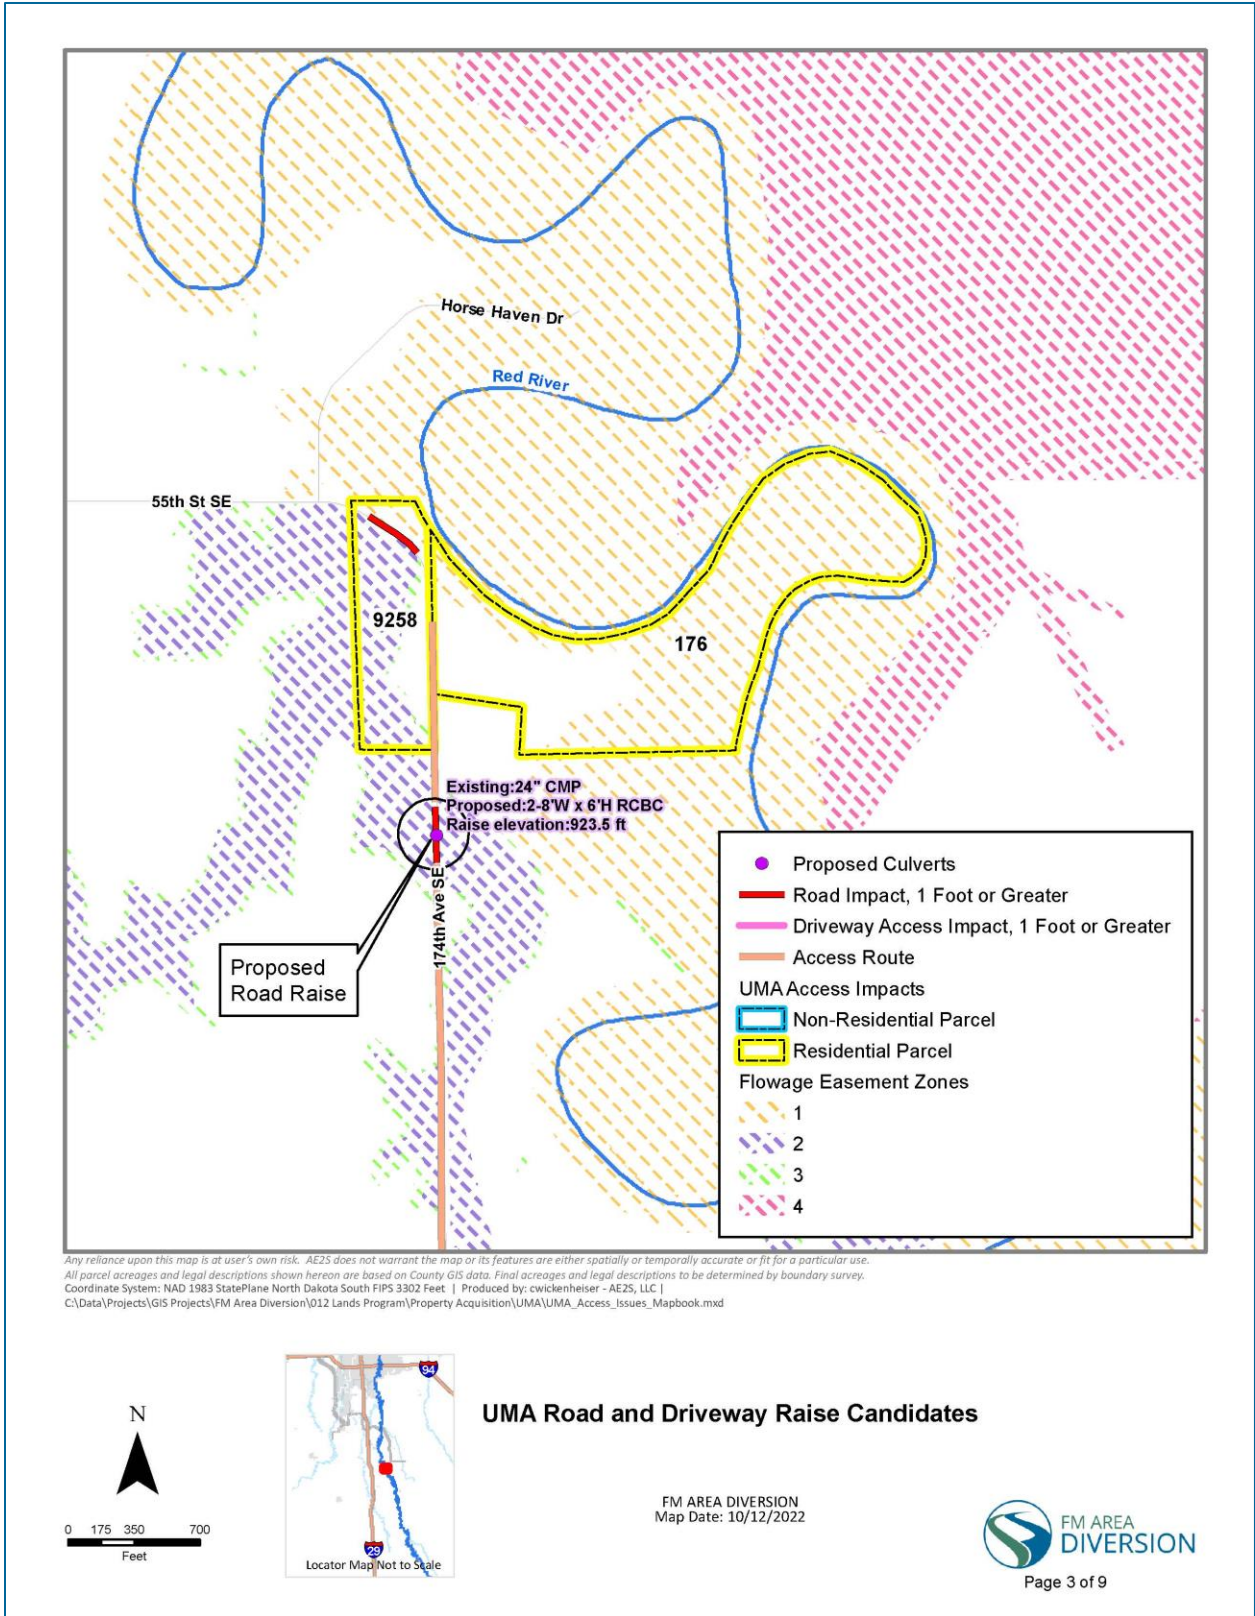 Horse Haven Dr
Red River
55th St SE
9258
176
Existing:24" CMP
Proposed:2-8'W x 6'H RCBC
Raise elevation:923.5 ft
174th Ave SE
Proposed
Road Raise
Proposed Culverts
Road Impact, 1 Foot or Greater
Driveway Access Impact, 1 Foot or Greater
Access Route
UMA Access Impacts
Non-Residential Parcel
Residential Parcel
Flowage Easement Zones
1
2
3
4
Any reliance upon this map is at user's own risk. AE2S does not warrant the map or its features are either spatially or temporally accurate or fit for a particular use.
All parcel acreages and legal descriptions shown hereon are based on County GIS data. Final acreages and legal descriptions to be determined by boundary survey.
Coordinate System: NAD 1983 StatePlane North Dakota South FIPS 3302 Feet | Produced by: cwickenheiser - AE2S, LLC |
C:\Data\Projects\GIS Projects\FM Area Diversion\012 Lands Program\Property Acquisition\UMA\UMA_Access_Issues_Mapbook.mxd
N
0 175 350 700
Feet
94
29
Locator Map Not to Scale
UMA Road and Driveway Raise Candidates
FM AREA DIVERSION
Map Date: 10/12/2022
FM AREA
DIVERSION
Page 3 of 9